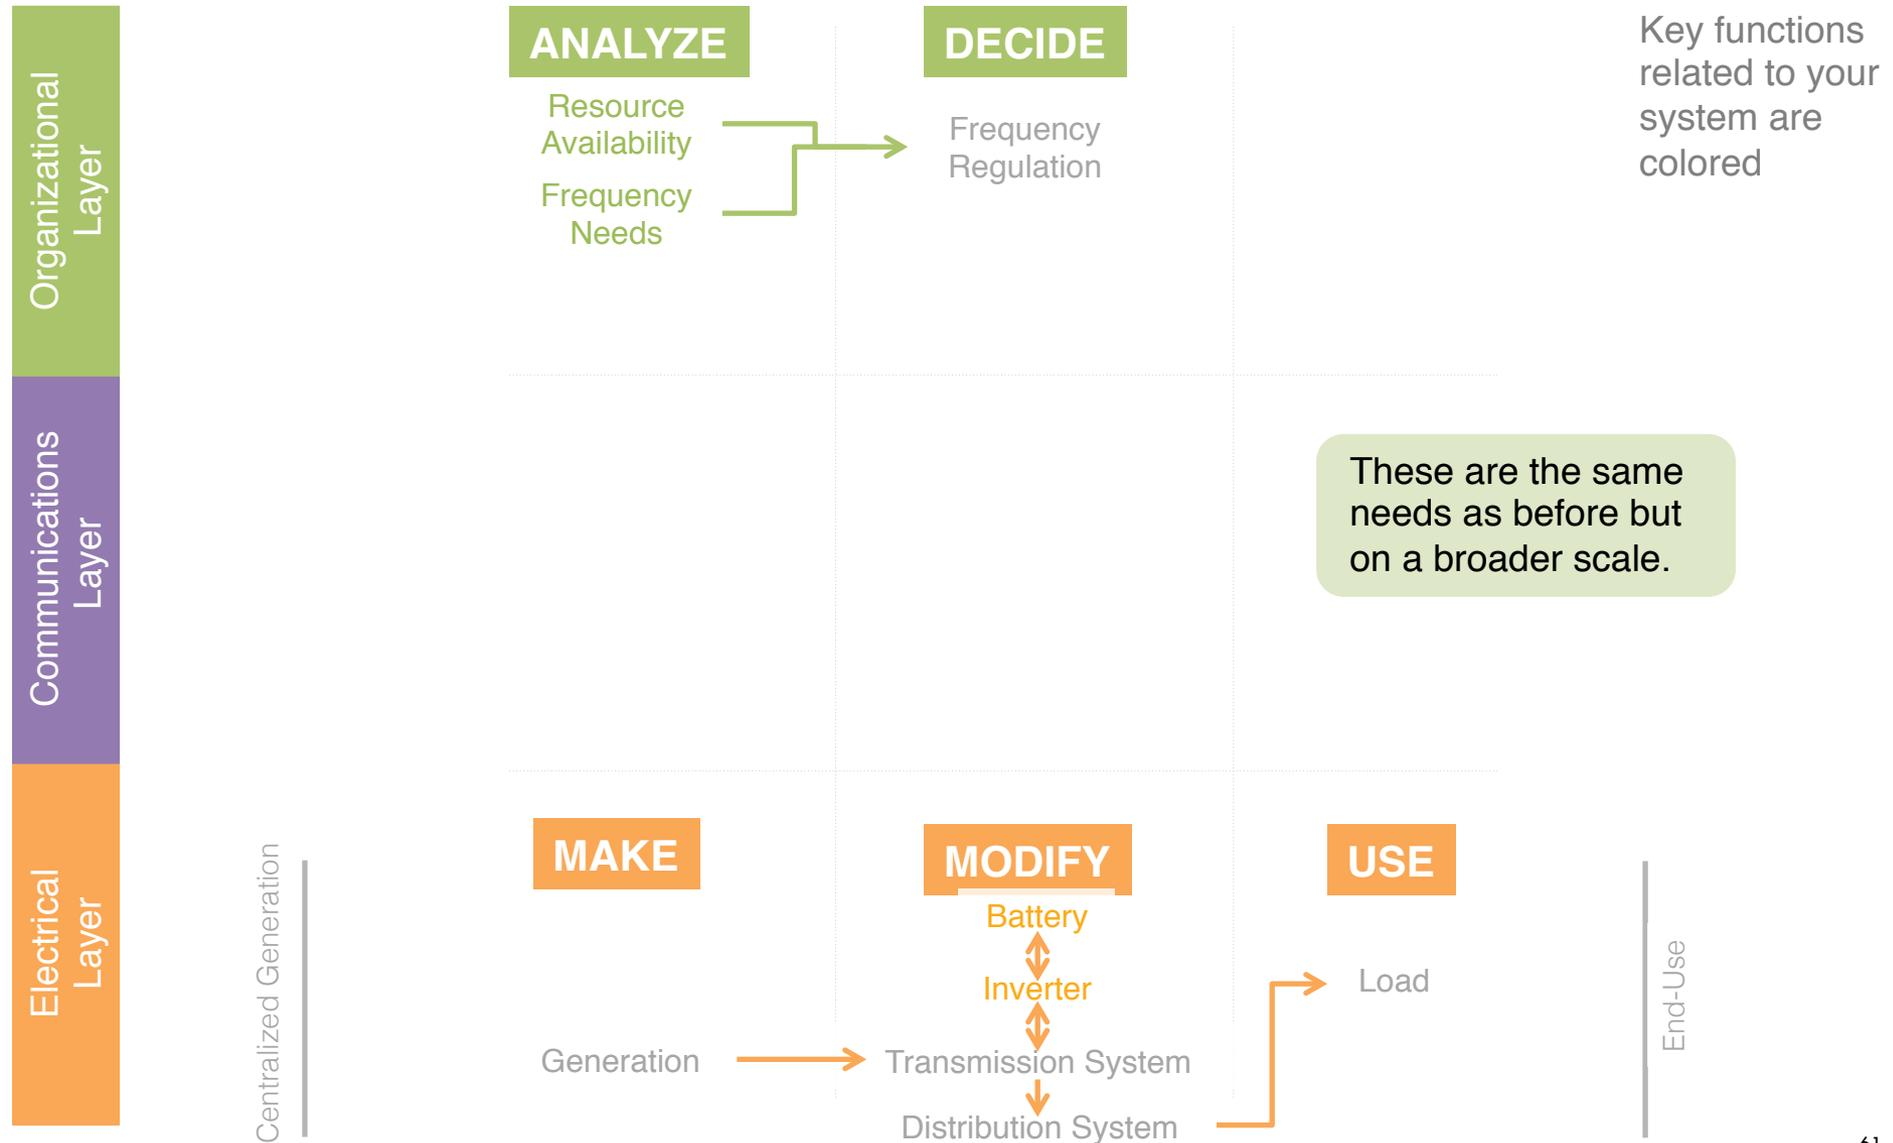 ANALYZE
DECIDE
Key functions
related to your
system are
colored
Organizational
Layer
Resource
Availability
Frequency
Needs
Frequency
Regulation
Communications
Layer
These are the same
needs as before but
on a broader scale.
Electrical
Layer
Centralized Generation
MAKE
MODIFY
USE
Battery
Inverter
Load
Generation
Transmission System
Distribution System
End-Use
61